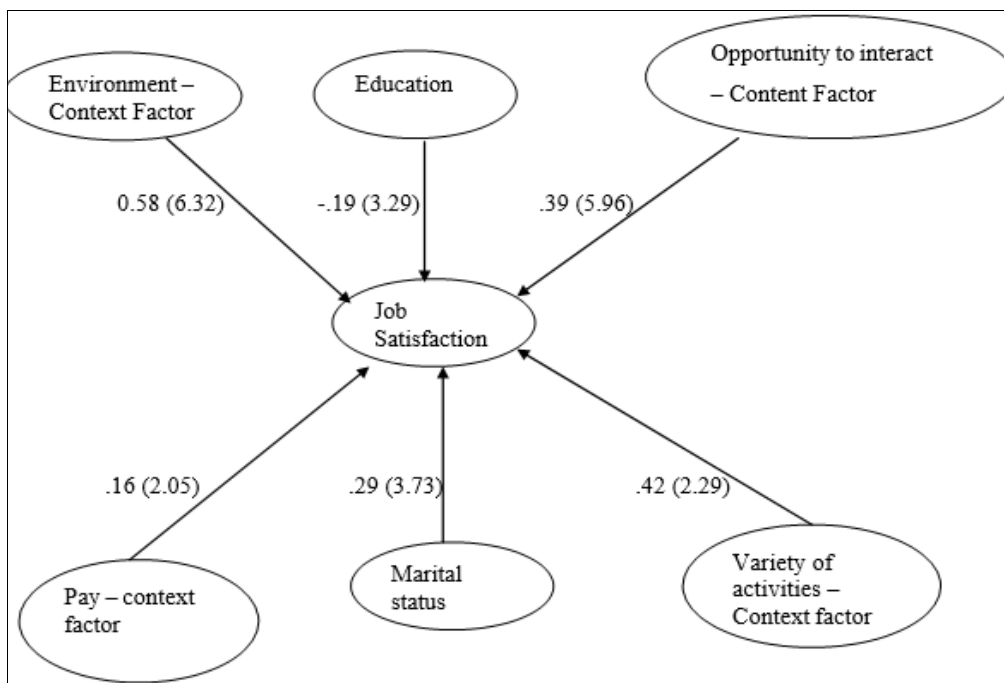 Environment –
Context Factor
Education
Opportunity to interact
– Content Factor
0.58 (6.32)
-.19 (3.29)
.39 (5.96)
Job
Satisfaction
.16 (2.05)
.29 (3.73)
.42 (2.29)
Pay – context
factor
Marital
status
Variety of
activities –
Context factor